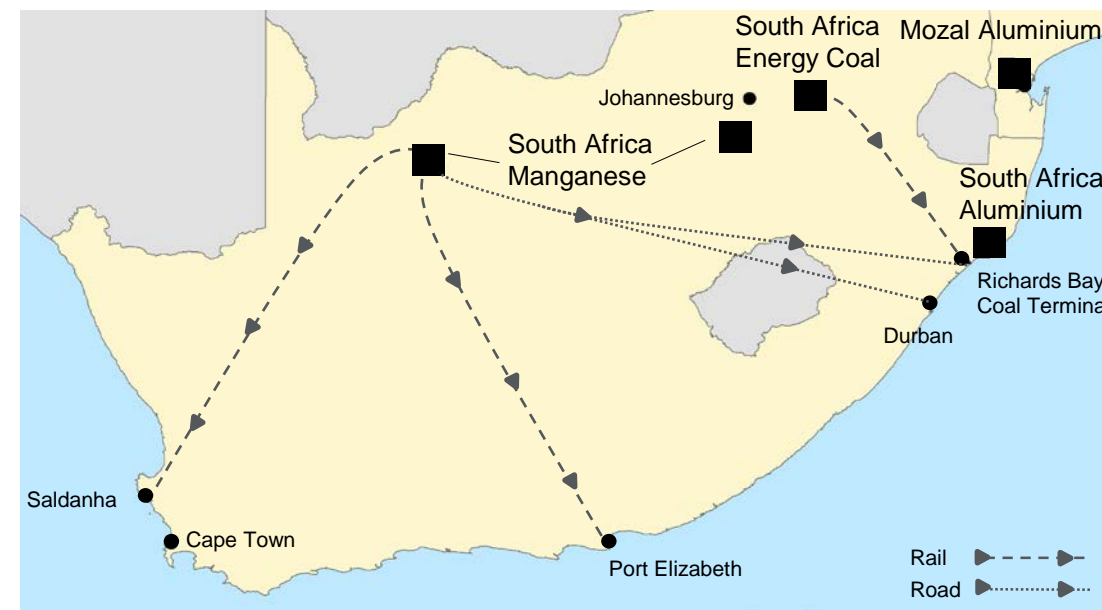 South Africa
Energy Coal
Mozal Aluminium
Johannesburg
South Africa
Manganese
South Africa
Aluminium
Richards Bay
Coal Termina
Durban
Saldanha
Cape Town
Port Elizabeth
Rail
Road